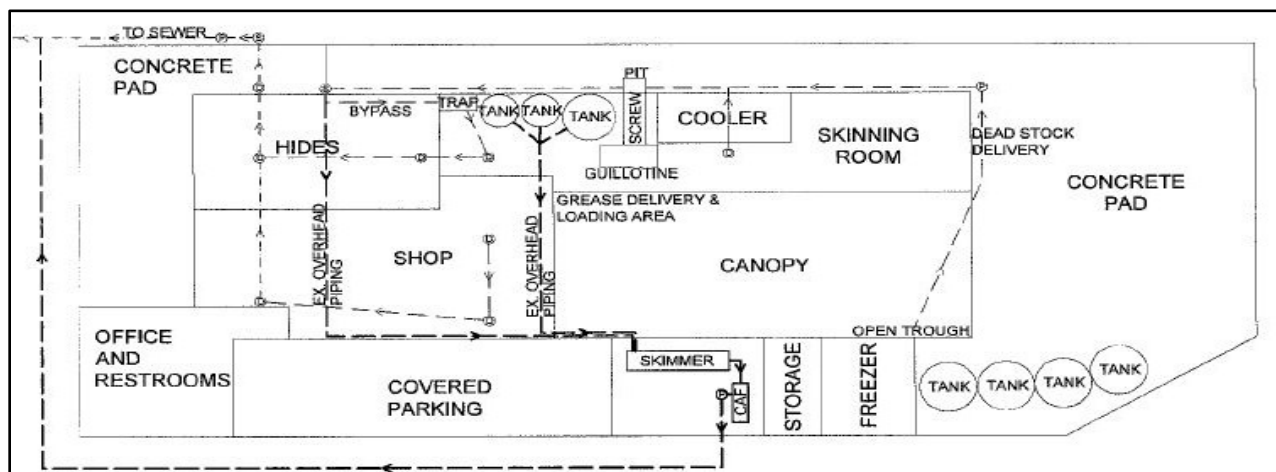 TO SEWER
CONCRETE
PAD
PIT
BYPASS
TRAP
TANK
TANK
TANK
SCREW
COOLER
HIDES
SKINNING
ROOM
DEAD STOCK
DELIVERY
GUILLOTINE
CONCRETE
PAD
GREASE DELIVERY &
LOADING AREA
EX. OVERHEAD
PIPING
SHOP
EX. OVERHEAD
PIPING
CANOPY
OFFICE
AND
RESTROOMS
OPEN TROUGH
SKIMMER
COVERED
PARKING
CAF
STORAGE
FREEZER
TANK
TANK
TANK
TANK